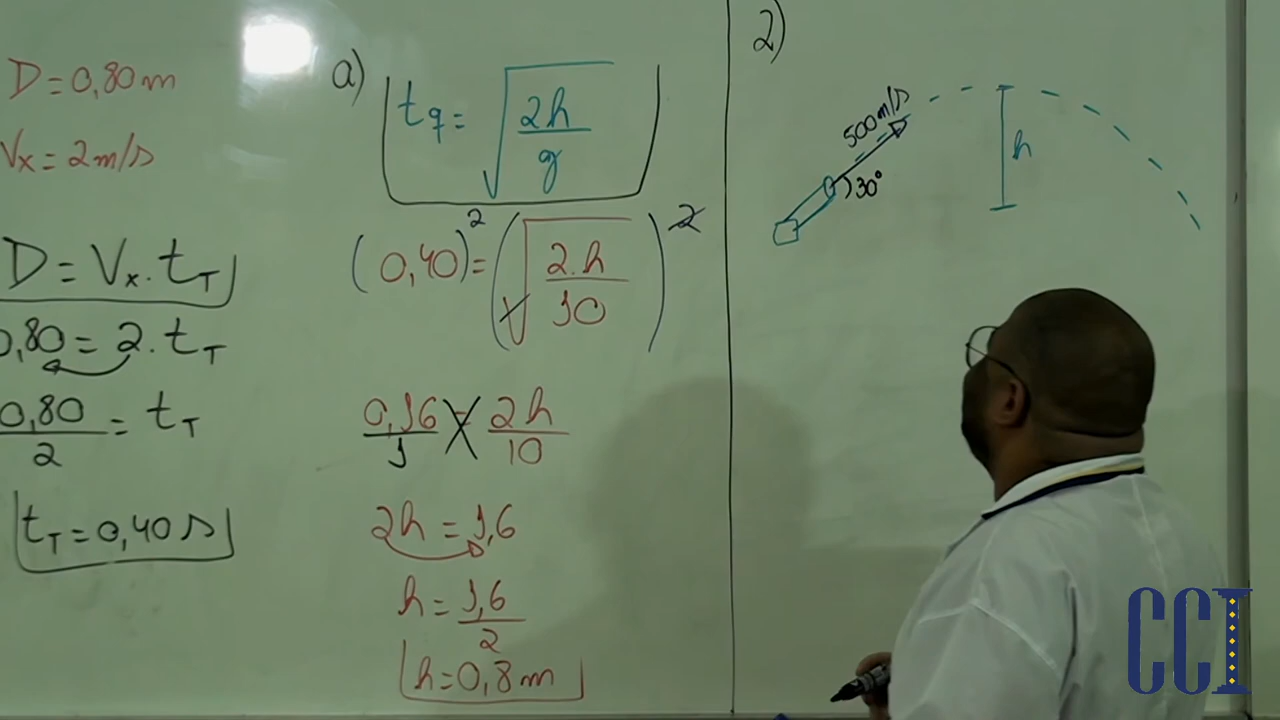 D = 0,80 m
Vx = 2 m/s
D = Vx . tT
0,80 = 2 . tT
0,80/2 = tT
tT = 0,40 s
a)
tq = √(2h/g)
(0,40)² = (√(2.h/10))²
0,16/1 = 2h/10
2h = 1,6
h = 1,6/2
h = 0,8 m
2)
500 m/s
30°
h
CCI